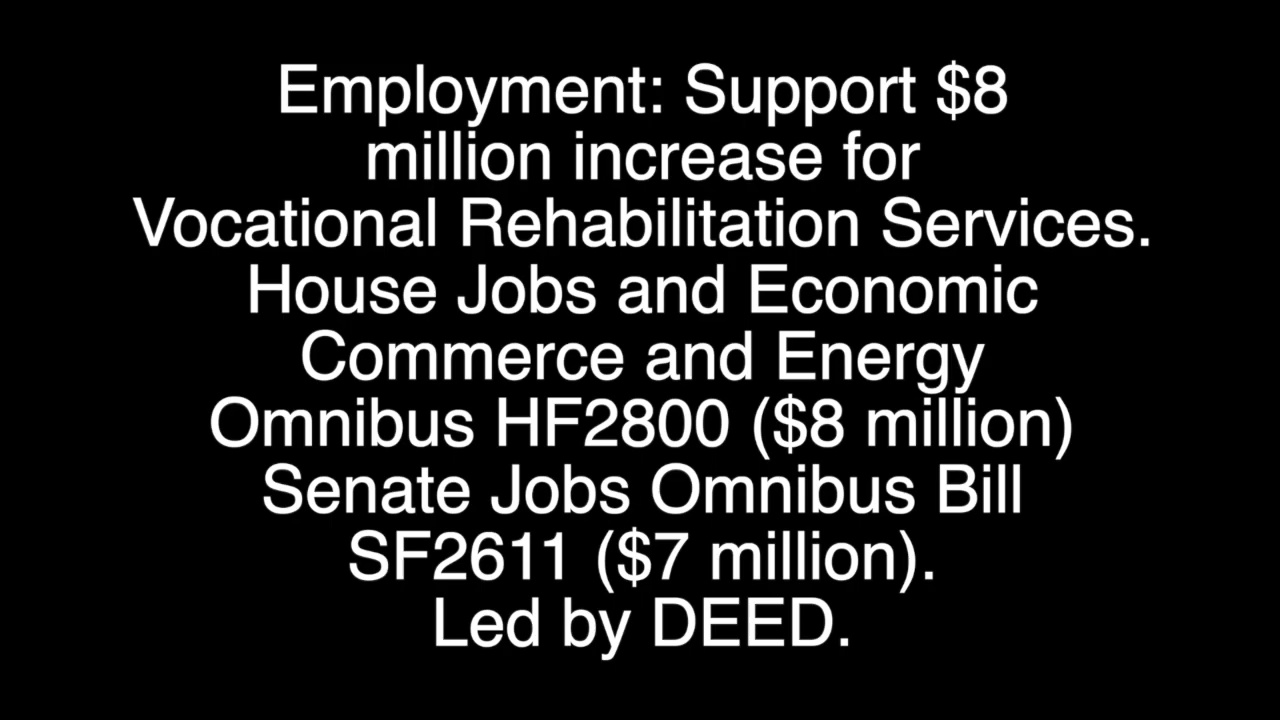 Employment: Support $8
million increase for
Vocational Rehabilitation Services.
House Jobs and Economic
Commerce and Energy
Omnibus HF2800 ($8 million)
Senate Jobs Omnibus Bill
SF2611 ($7 million).
Led by DEED.